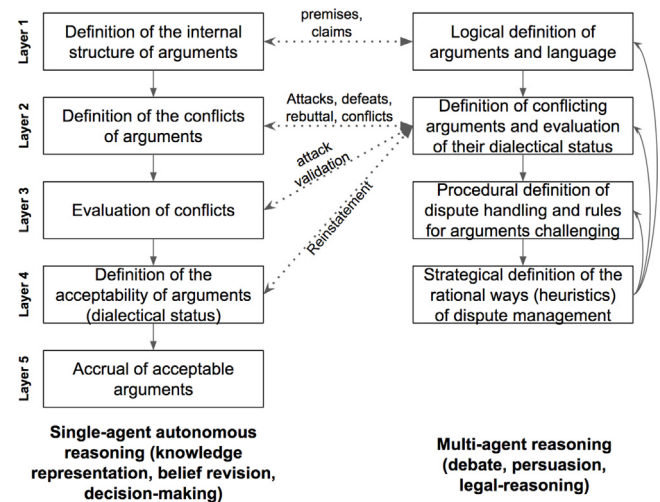 Layer 1
Definition of the internal
structure of arguments
premises,
claims
Logical definition of
arguments and language
Layer 2
Definition of the conflicts
of arguments
Attacks, defeats,
rebuttal, conflicts
Definition of conflicting
arguments and evaluation
of their dialectical status
attack
validation
Layer 3
Evaluation of conflicts
Reinstatement
Procedural definition of
dispute handling and rules
for arguments challenging
Layer 4
Definition of the
acceptability of arguments
(dialectical status)
Strategical definition of the
rational ways (heuristics)
of dispute management
Layer 5
Accrual of acceptable
arguments
Single-agent autonomous
reasoning (knowledge
representation, belief revision,
decision-making)
Multi-agent reasoning
(debate, persuasion,
legal-reasoning)